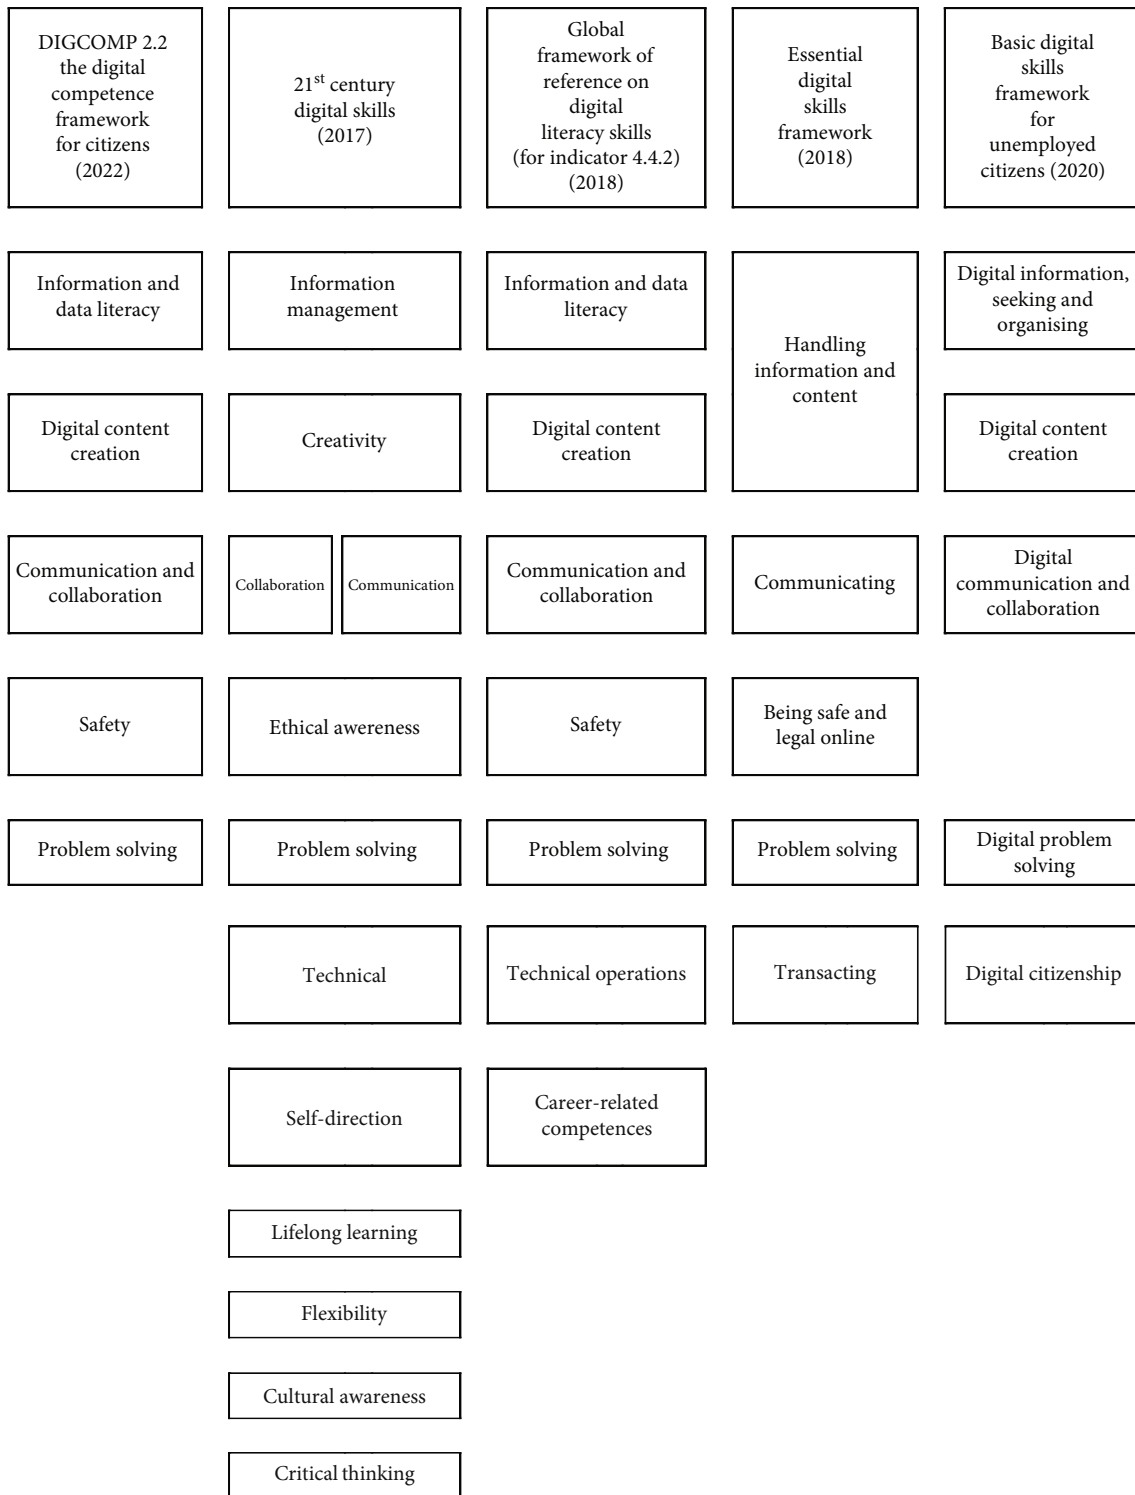 DIGCOMP 2.2
the digital
competence
framework
for citizens
(2022)
21st century
digital skills
(2017)
Global
framework of
reference on
digital
literacy skills
(for indicator 4.4.2)
(2018)
Essential
digital
skills
framework
(2018)
Basic digital
skills
framework
for
unemployed
citizens (2020)
Information and
data literacy
Information
management
Information and data
literacy
Handling
information and
content
Digital information,
seeking and
organising
Digital content
creation
Creativity
Digital content
creation
Digital content
creation
Communication and
collaboration
Collaboration
Communication
Communication and
collaboration
Communicating
Digital
communication and
collaboration
Safety
Ethical awereness
Safety
Being safe and
legal online
Problem solving
Problem solving
Problem solving
Problem solving
Digital problem
solving
Technical
Technical operations
Transacting
Digital citizenship
Self-direction
Career-related
competences
Lifelong learning
Flexibility
Cultural awareness
Critical thinking